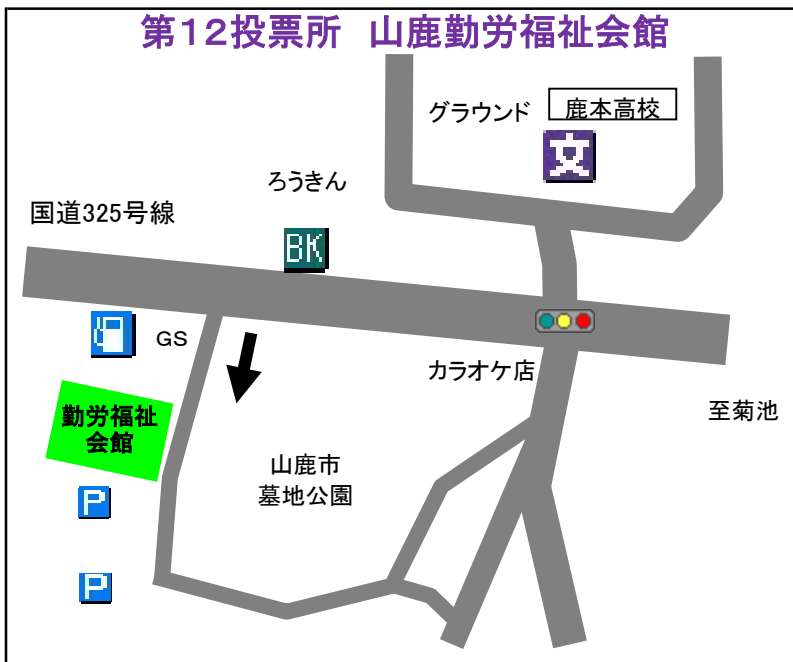 第12投票所 山鹿勤労福祉会館
グラウンド
鹿本高校
文
ろうきん
国道325号線
BK
GS
カラオケ店
至菊池
勤労福祉
会館
山鹿市
墓地公園
P
P